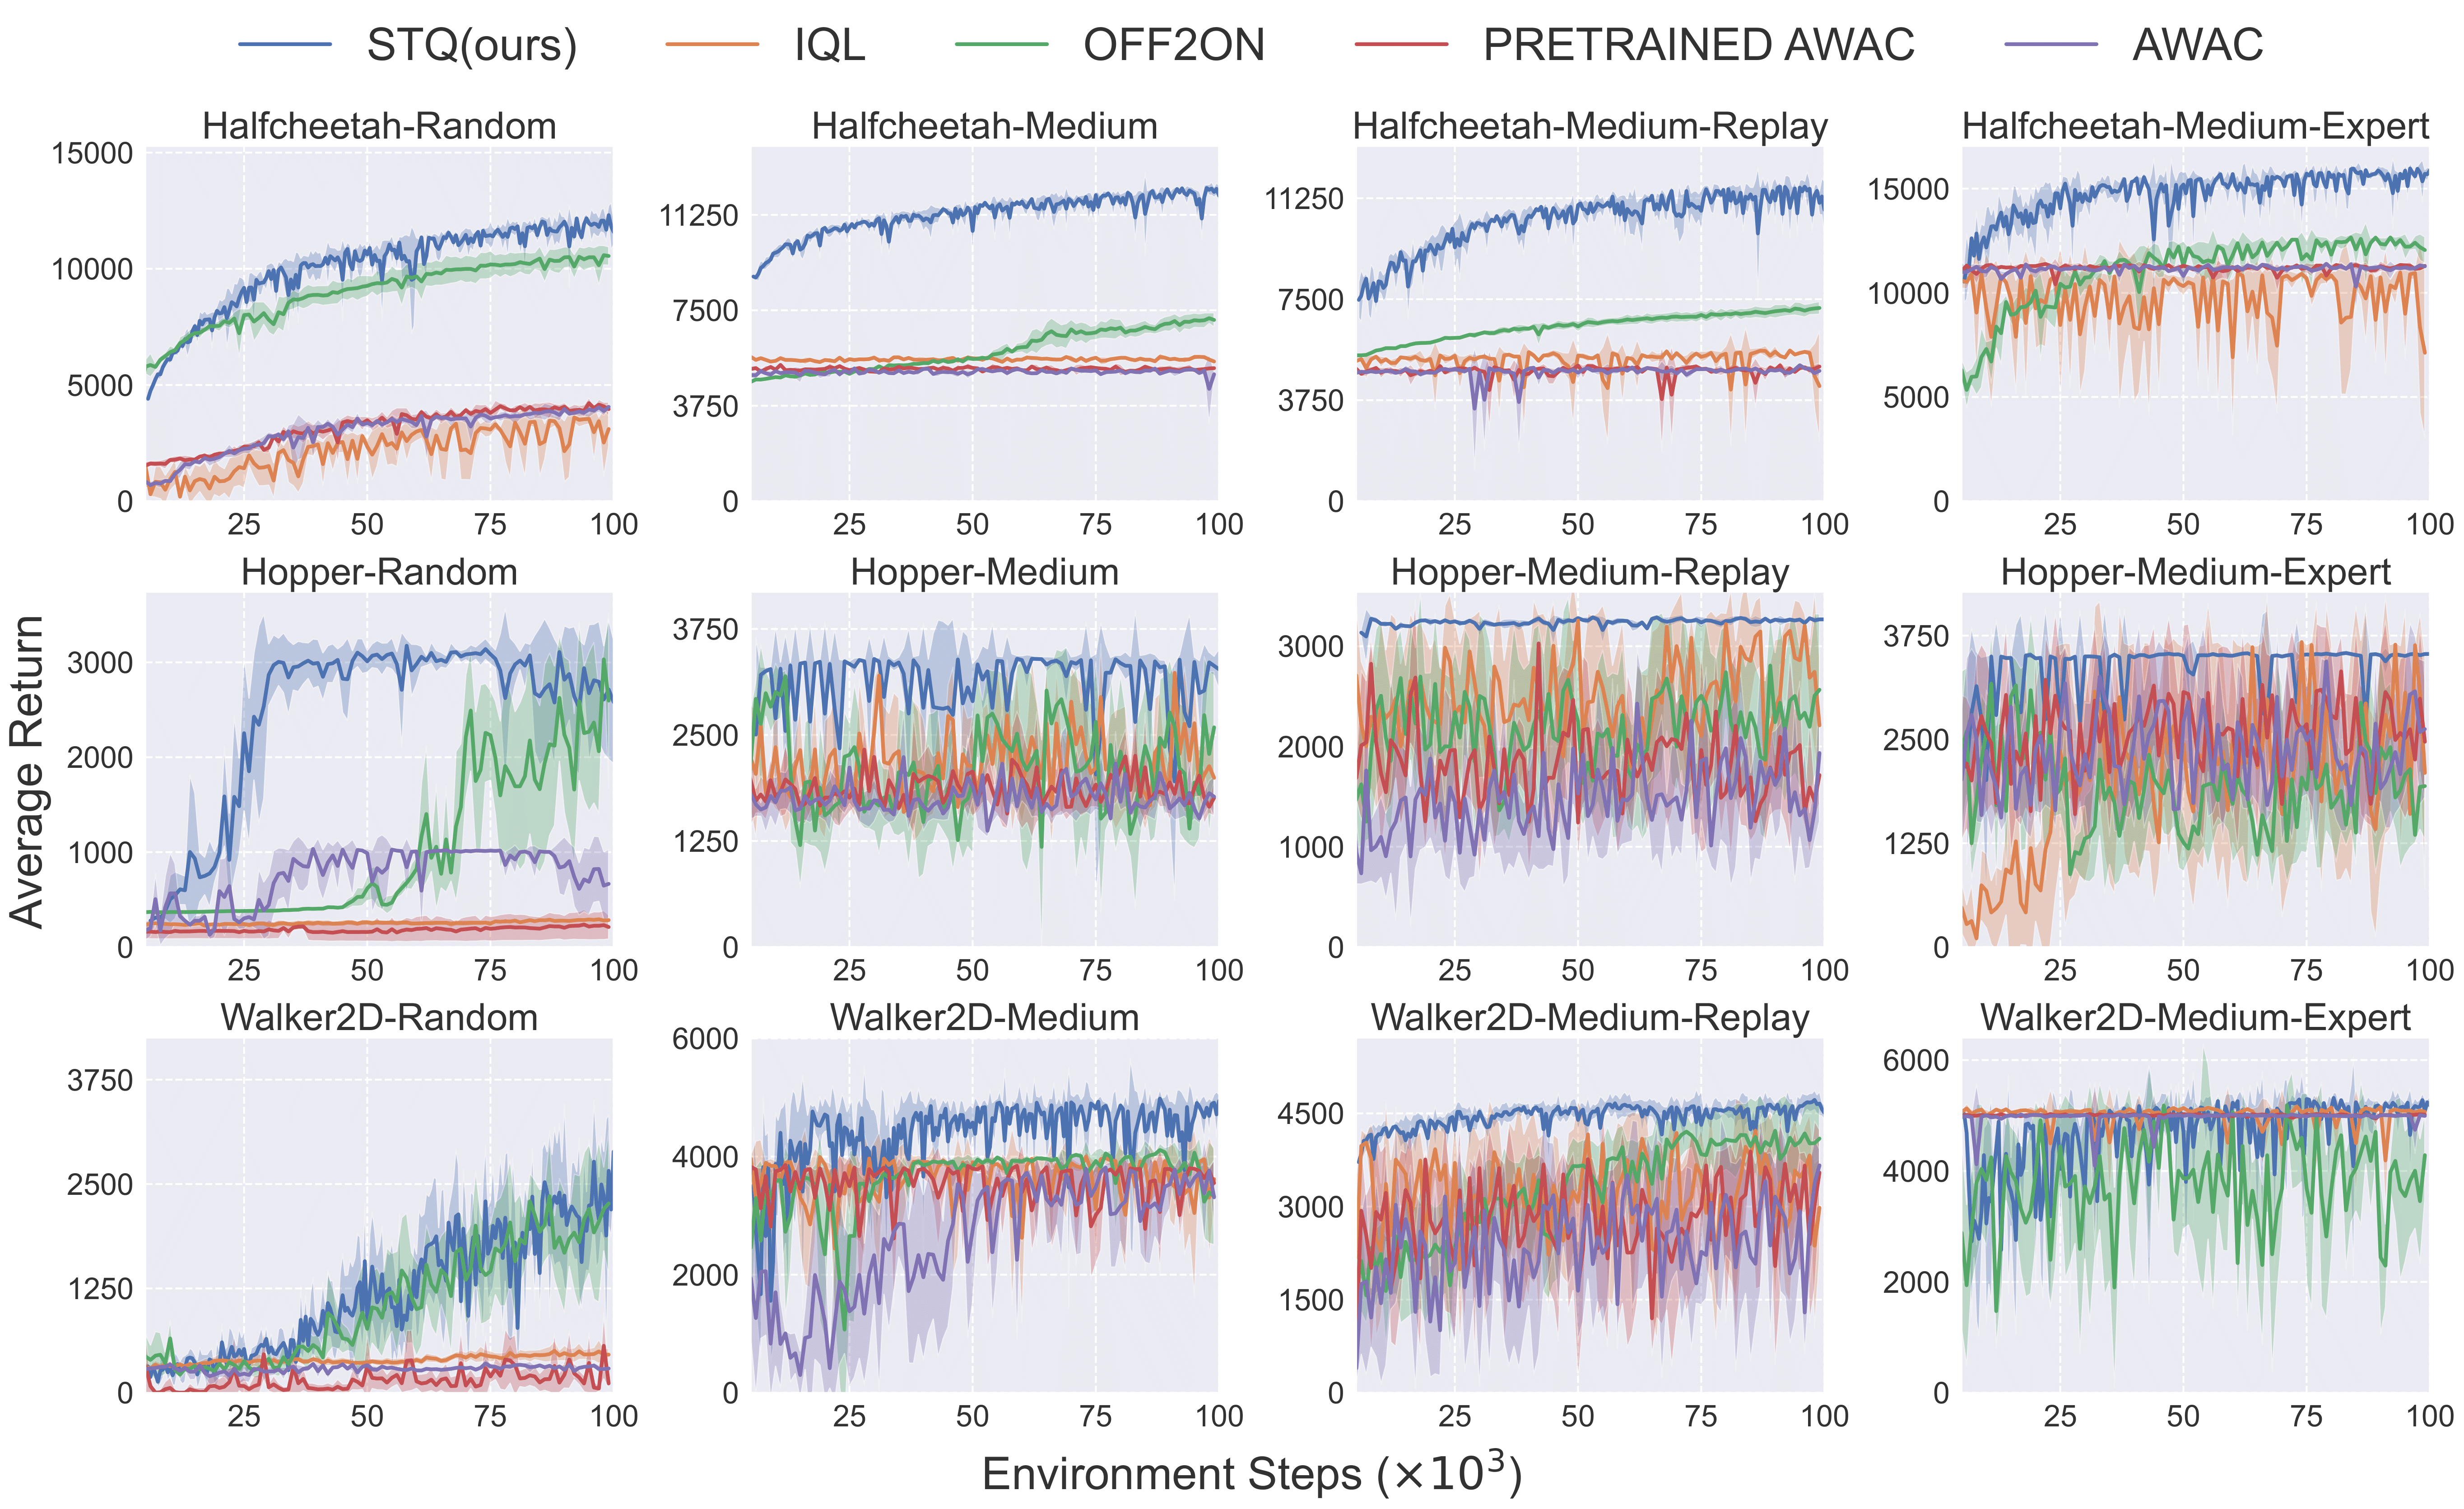 STQ(ours) IQL OFF2ON PRETRAINED AWAC AWAC
Halfcheetah-Random Halfcheetah-Medium Halfcheetah-Medium-Replay Halfcheetah-Medium-Expert
15000
10000
5000
0
25 50 75 100
11250
7500
3750
0
25 50 75 100
11250
7500
3750
0
25 50 75 100
15000
10000
5000
0
25 50 75 100
Average Return
Hopper-Random Hopper-Medium Hopper-Medium-Replay Hopper-Medium-Expert
3000
2000
1000
0
25 50 75 100
3750
2500
1250
0
25 50 75 100
3000
2000
1000
0
25 50 75 100
3750
2500
1250
0
25 50 75 100
Walker2D-Random Walker2D-Medium Walker2D-Medium-Replay Walker2D-Medium-Expert
3750
2500
1250
0
25 50 75 100
6000
4000
2000
0
25 50 75 100
4500
3000
1500
0
25 50 75 100
6000
4000
2000
0
25 50 75 100
Environment Steps (×10³)